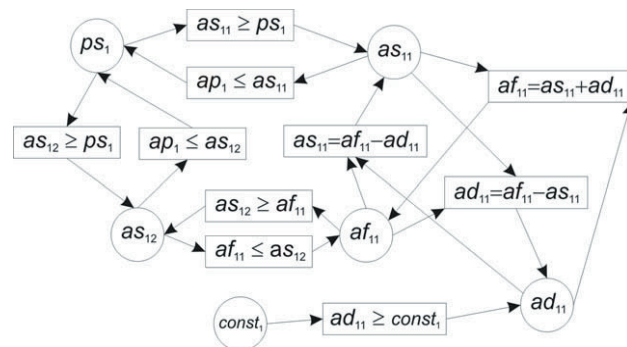 as₁₁ ≥ ps₁
ps₁
as₁₁
ap₁ ≤ as₁₁
af₁₁=as₁₁+ad₁₁
as₁₂ ≥ ps₁
ap₁ ≤ as₁₂
as₁₁=af₁₁−ad₁₁
ad₁₁=af₁₁−as₁₁
as₁₂ ≥ af₁₁
as₁₂
af₁₁
af₁₁ ≤ as₁₂
ad₁₁
const₁
ad₁₁ ≥ const₁